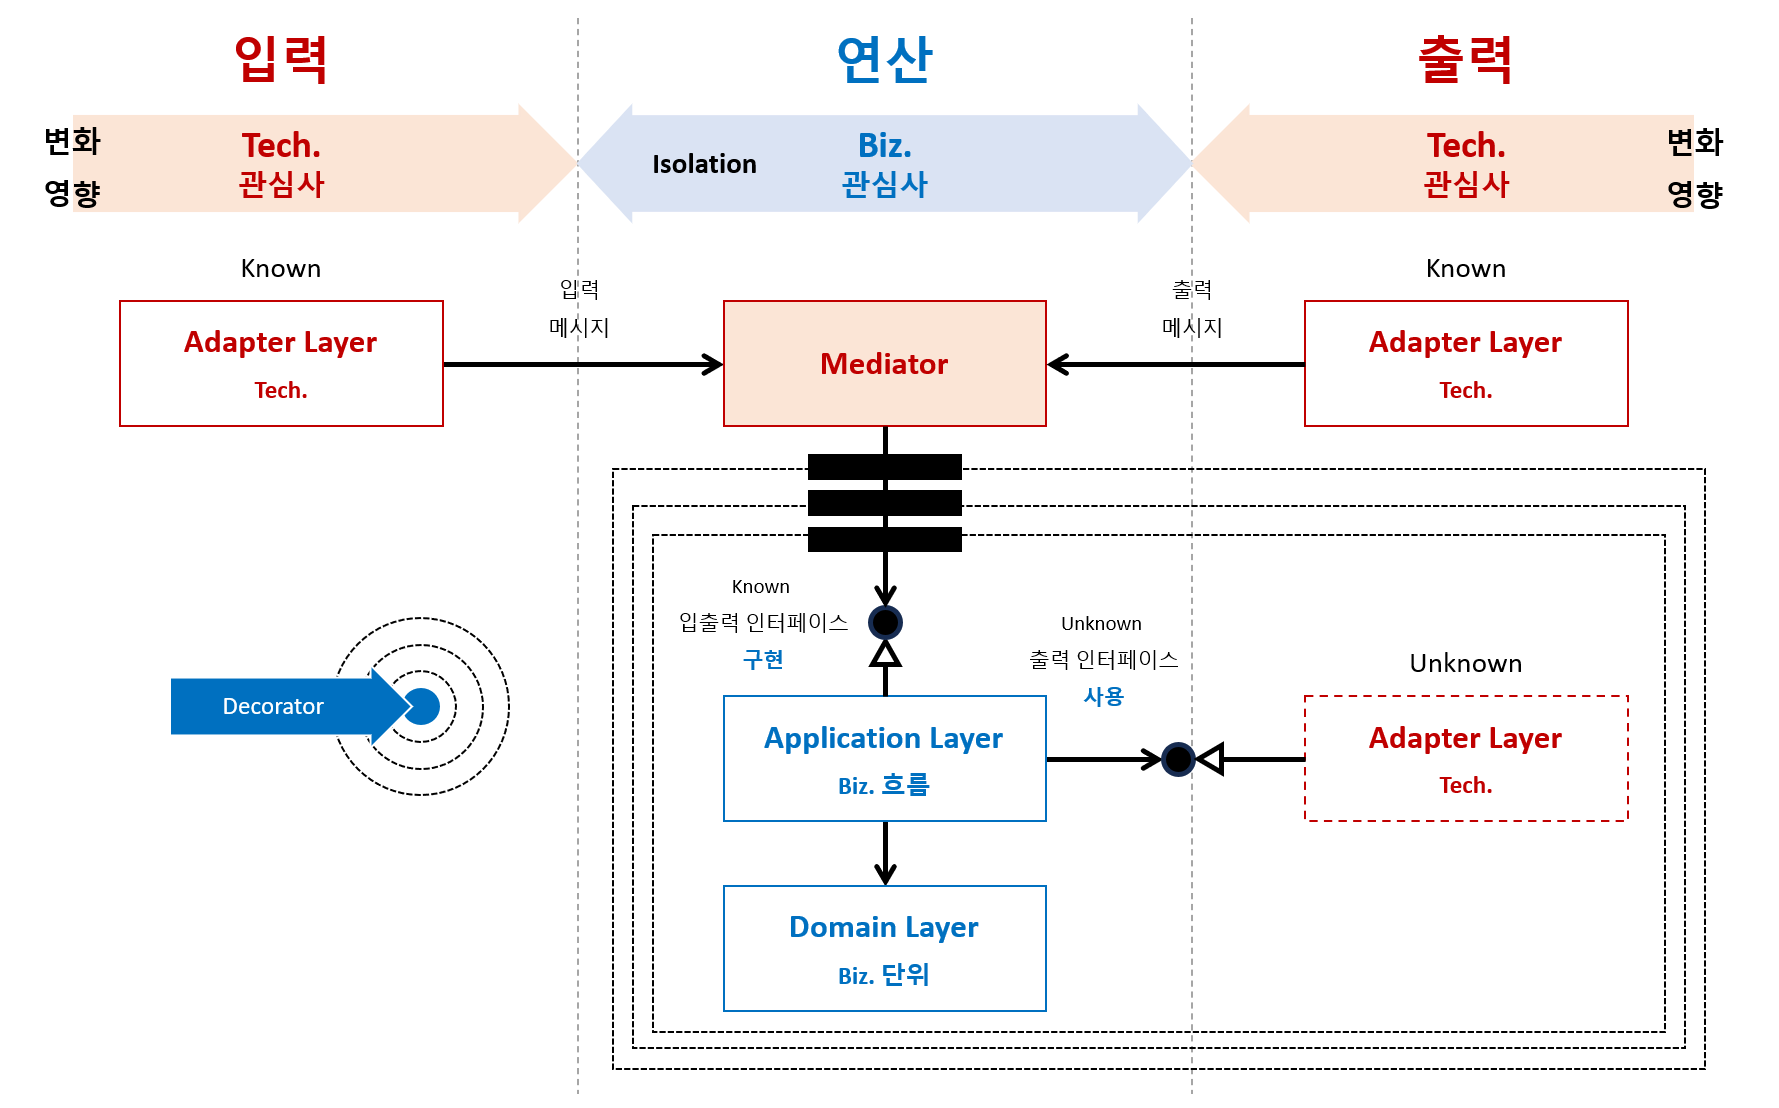 입력
연산
출력
변화
영향
Tech.
관심사
Isolation
Biz.
관심사
Tech.
관심사
변화
영향
Known
입력
메시지
출력
메시지
Known
Adapter Layer
Tech.
Mediator
Adapter Layer
Tech.
Known
입출력 인터페이스
구현
Unknown
출력 인터페이스
사용
Unknown
Decorator
Application Layer
Biz. 흐름
Adapter Layer
Tech.
Domain Layer
Biz. 단위